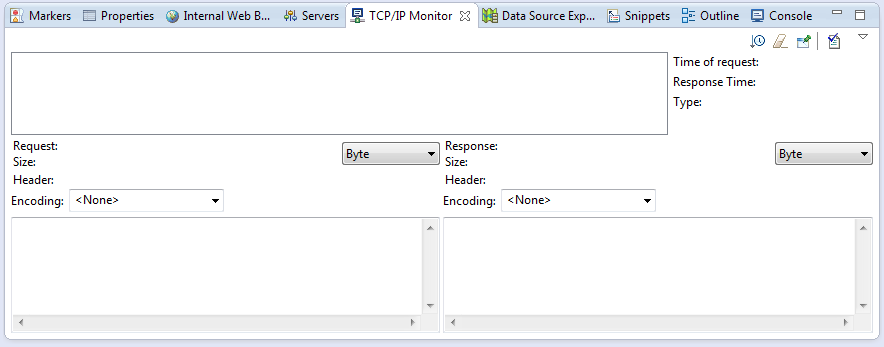 Markers Properties Internal Web B... Servers TCP/IP Monitor Data Source Exp... Snippets Outline Console
Time of request:
Response Time:
Type:
Request: Byte Response: Byte
Size: Size:
Header: Header:
Encoding: <None> Encoding: <None>